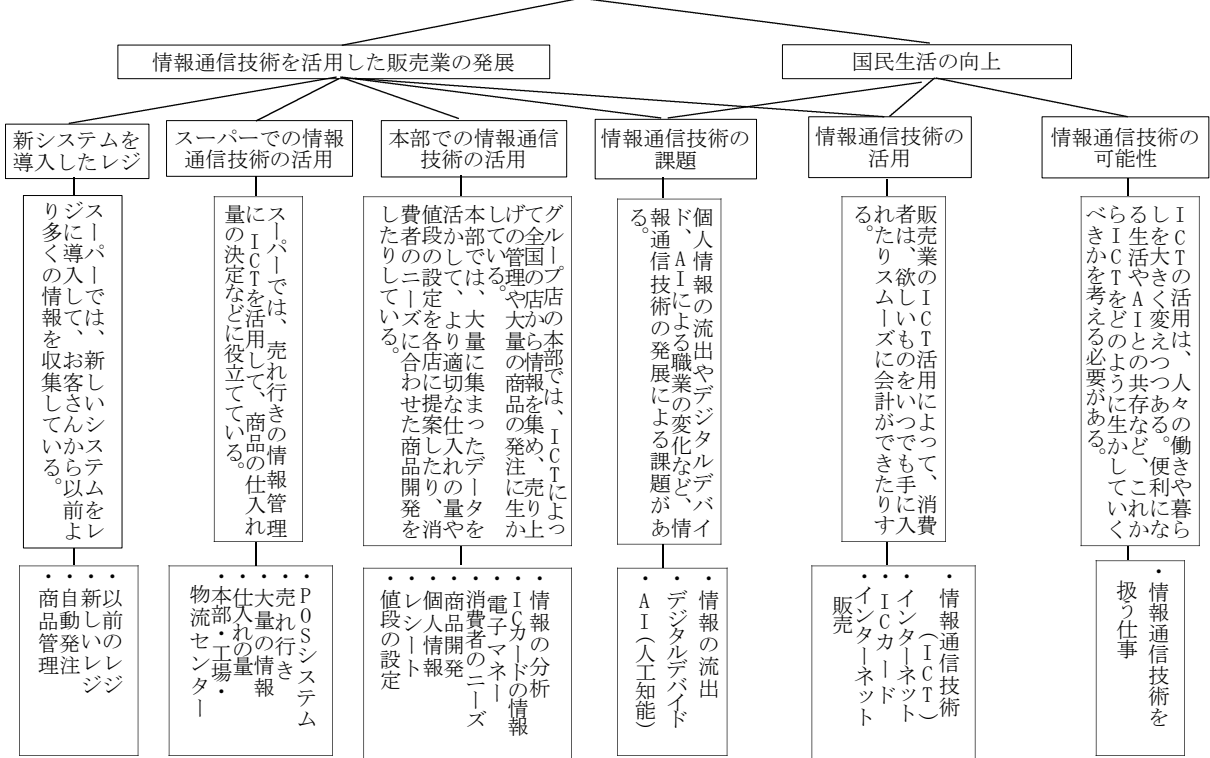 情報通信技術を活用した販売業の発展
国民生活の向上
新システムを
導入したレジ
スーパーでの情報
通信技術の活用
本部での情報通信
技術の活用
情報通信技術の
課題
情報通信技術の
活用
情報通信技術の
可能性
スーパーでは、新しいシステムをレ
ジに導入して、お客さんから以前よ
り多くの情報を収集している。
スーパーでは、売れ行きの情報管理
にICTを活用して、商品の仕入れ
量の決定などに役立てている。
グループ店の本部では、ICTによっ
て全国の店から情報を集め、売り上
げの管理や大量の商品の発注に生か
している。
本部では、大量に集まったデータを
活かして、より適切な仕入れの量や
値段の設定を各店に提案したり、消
費者のニーズに合わせた商品開発を
したりしている。
個人情報の流出やデジタルデバイ
ド、AIによる職業の変化など、情
報通信技術の発展による課題があ
る。
販売業のICT活用によって、消費
者は、欲しいものをいつでも手に入
れたりスムーズに会計ができたりす
る。
ICTの活用は、人々の働きや暮ら
しを大きく変えつつある。便利にな
る生活やAIとの共存など、これか
らICTをどのように生かしていく
べきかを考える必要がある。
・以前のレジ
・新しいレジ
・自動発注
・商品管理
・POSシステム
・売れ行き
・大量の情報
・仕入れの量
・本部・工場・
物流センター
・情報の分析
・ICカードの情報
・電子マネー
・消費者のニーズ
・商品開発
・個人情報
・レシート
・値段の設定
・情報の流出
・デジタルデバイド
・AI(人工知能)
・情報通信技術
(ICT)
・インターネット
・ICカード
・インターネット
販売
・情報通信技術を
扱う仕事